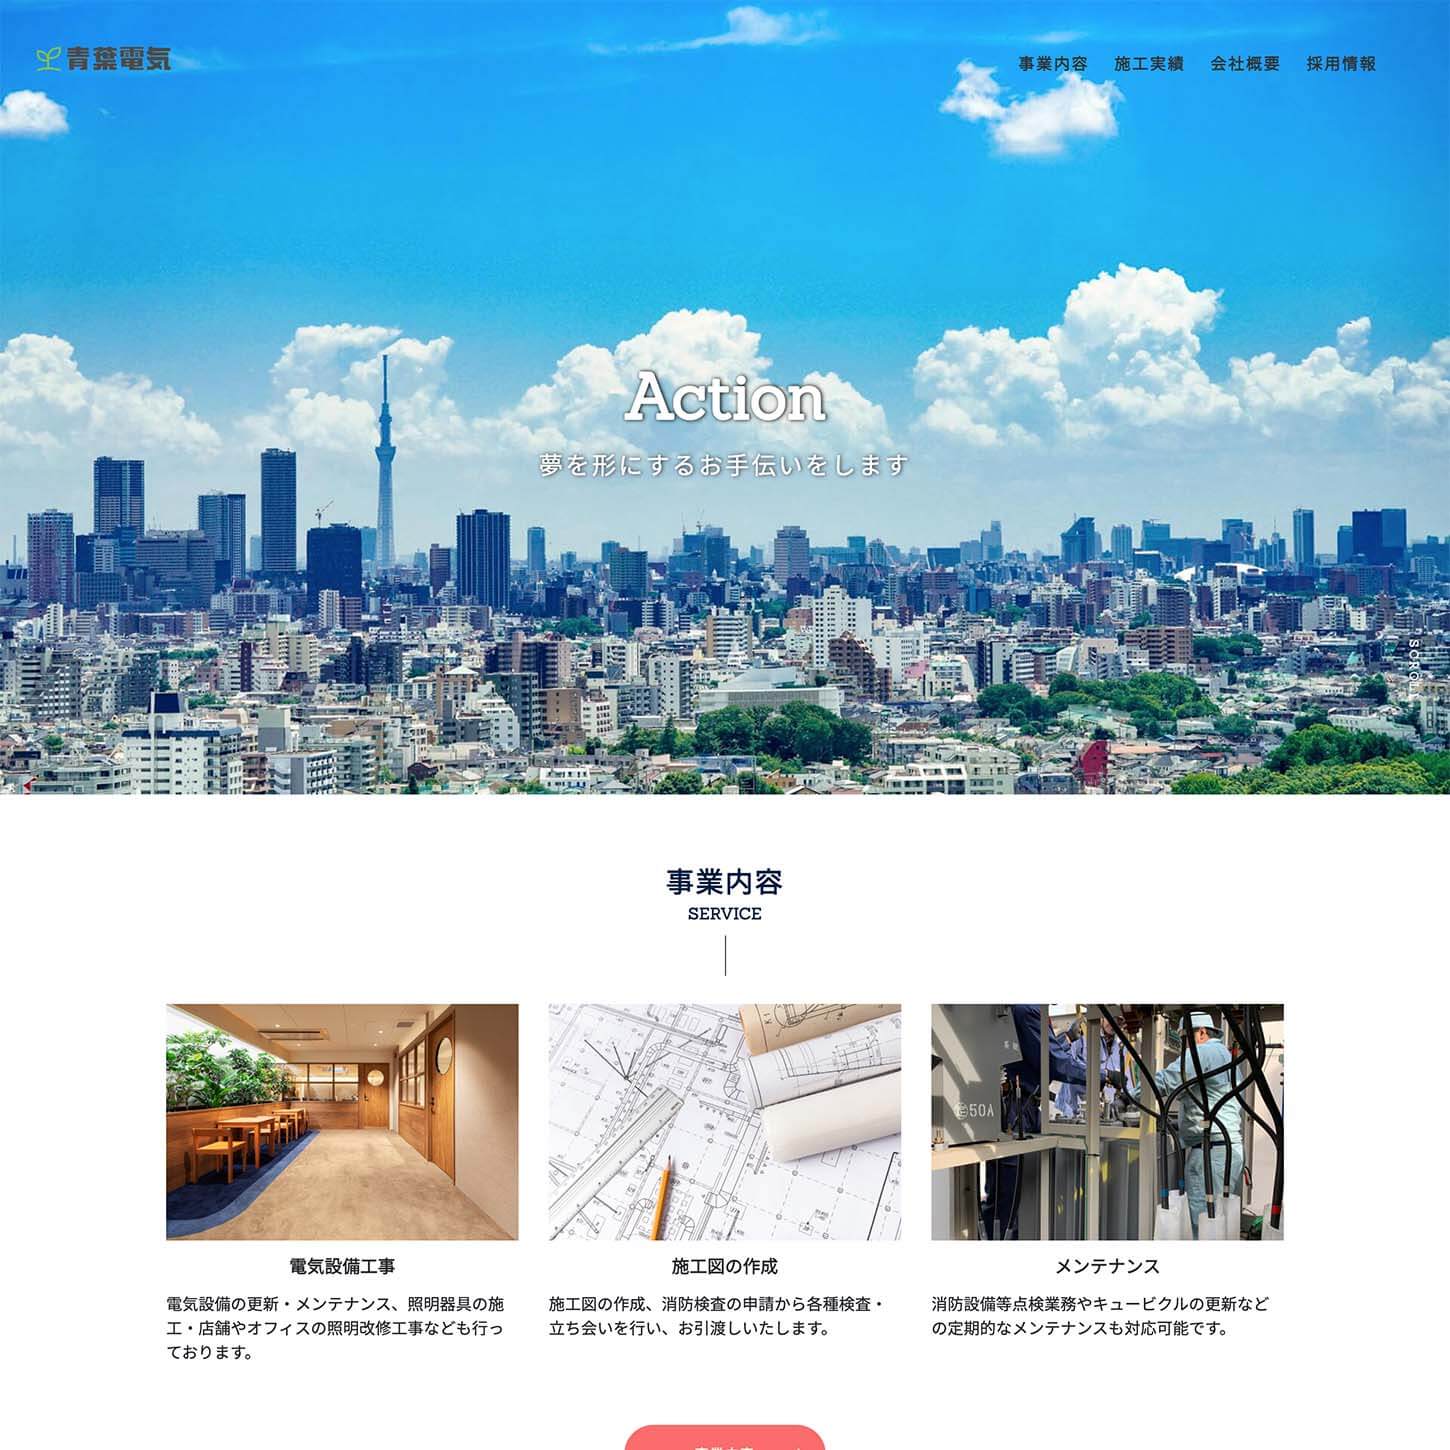 青葉電気
事業内容 施工実績 会社概要 採用情報
Action
夢を形にするお手伝いをします
SCROLL
事業内容
SERVICE
50A
電気設備工事
電気設備の更新・メンテナンス、照明器具の施
工・店舗やオフィスの照明改修工事なども行っ
ております。
施工図の作成
施工図の作成、消防検査の申請から各種検査・
立ち会いを行い、お引渡しいたします。
メンテナンス
消防設備等点検業務やキュービクルの更新など
の定期的なメンテナンスも対応可能です。